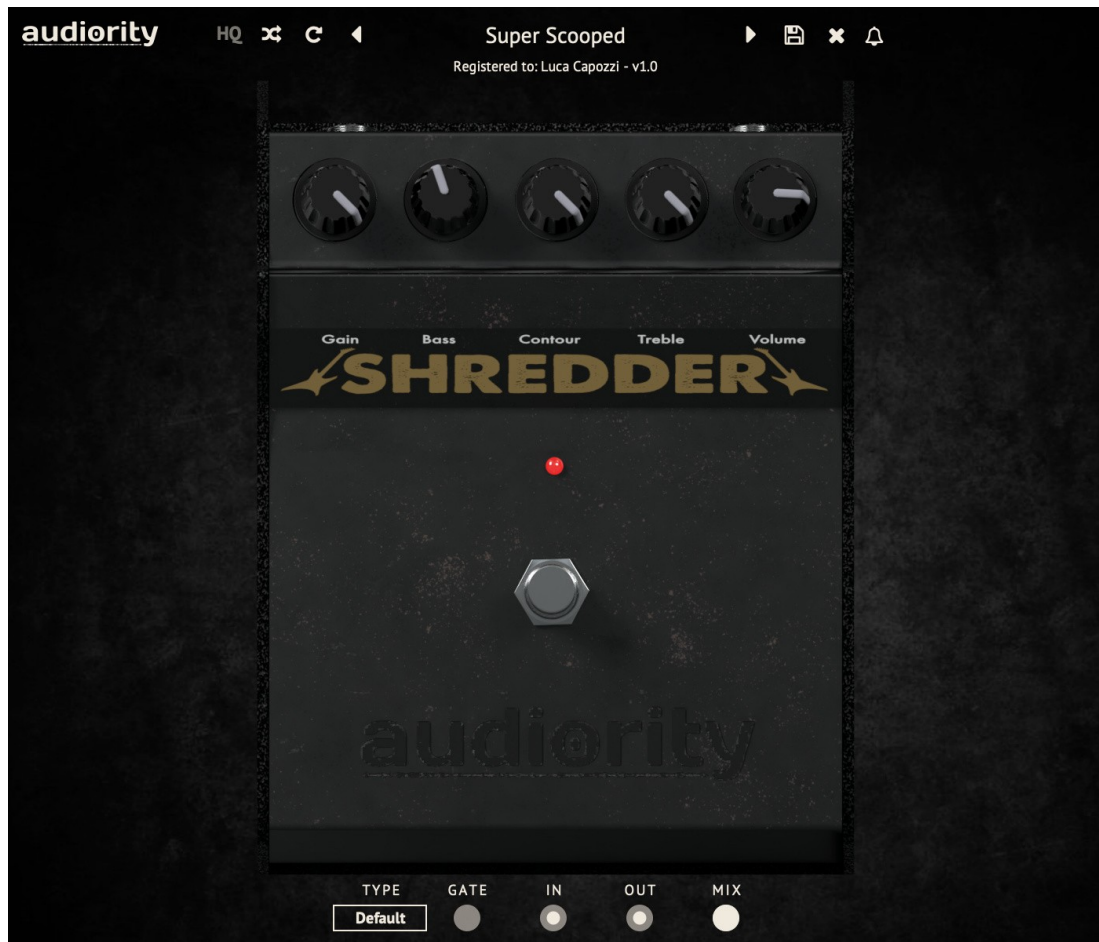 audiority HQ Super Scooped
Registered to: Luca Capozzi - v1.0
Gain Bass Contour Treble Volume
SHREDDER
audiority
TYPE GATE IN OUT MIX
Default